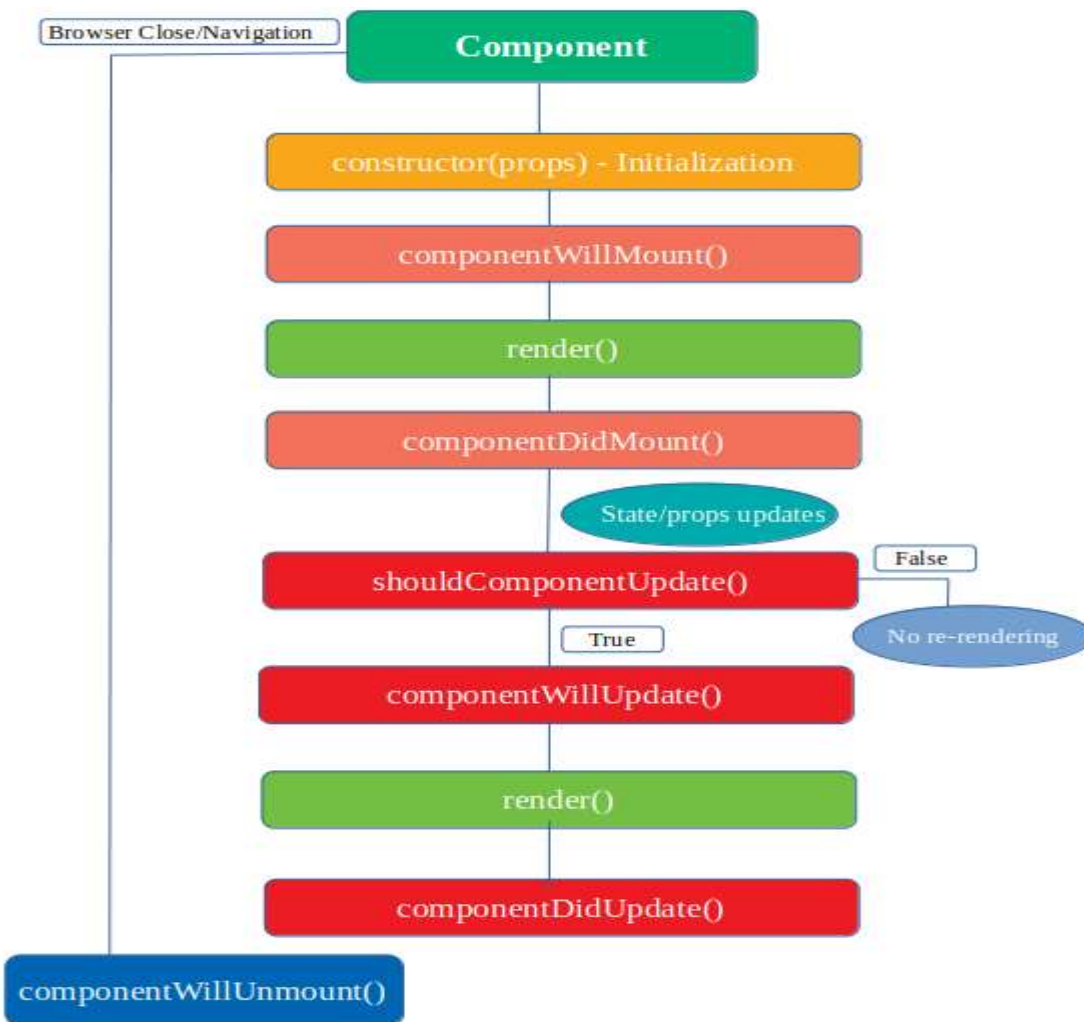 Browser Close/Navigation
Component
constructor(props) - Initialization
componentWillMount()
render()
componentDidMount()
State/props updates
shouldComponentUpdate()
False
No re-rendering
True
componentWillUpdate()
render()
componentDidUpdate()
componentWillUnmount()